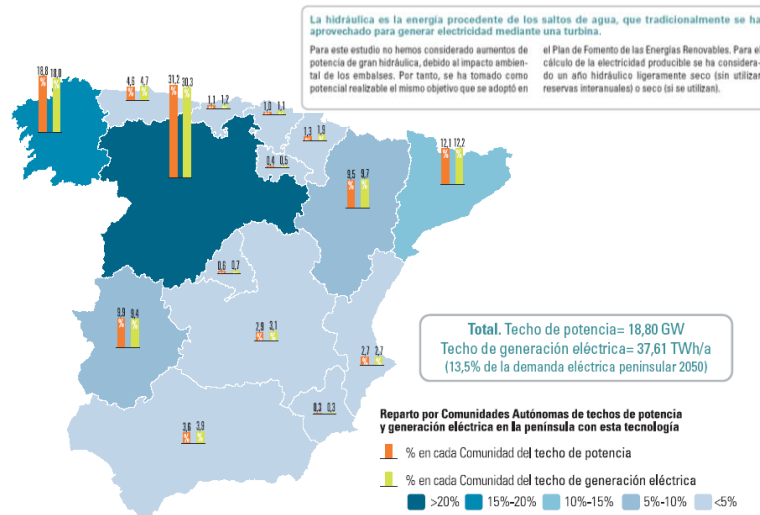 La hidráulica es la energía procedente de los saltos de agua, que tradicionalmente se ha
aprovechado para generar electricidad mediante una turbina.
Para este estudio no hemos considerado aumentos de
potencia de gran hidráulica, debido al impacto ambien-
tal de los embalses. Por tanto, se ha tomado como
potencial realizable el mismo objetivo que se adoptó en
el Plan de Fomento de las Energías Renovables. Para el
cálculo de la electricidad producible se ha considera-
do un año hidráulico ligeramente seco (sin utilizar
reservas interanuales) o seco (si se utilizan).
18,8 18,8
% %
4,6 4,7
% %
31,2 30,3
% %
1,1 1,2
1,0 1,1
1,3 1,9
% %
0,4 0,5
9,5 9,7
% %
12,1 12,2
% %
0,6 0,7
9,9 9,4
% %
2,9 3,1
% %
2,7 2,7
% %
0,3 0,3
3,6 3,9
% %
Total. Techo de potencia= 18,80 GW
Techo de generación eléctrica= 37,61 TWh/a
(13,5% de la demanda eléctrica peninsular 2050)
Reparto por Comunidades Autónomas de techos de potencia
y generación eléctrica en la península con esta tecnología
% en cada Comunidad del techo de potencia
% en cada Comunidad del techo de generación eléctrica
>20% 15%-20% 10%-15% 5%-10% <5%